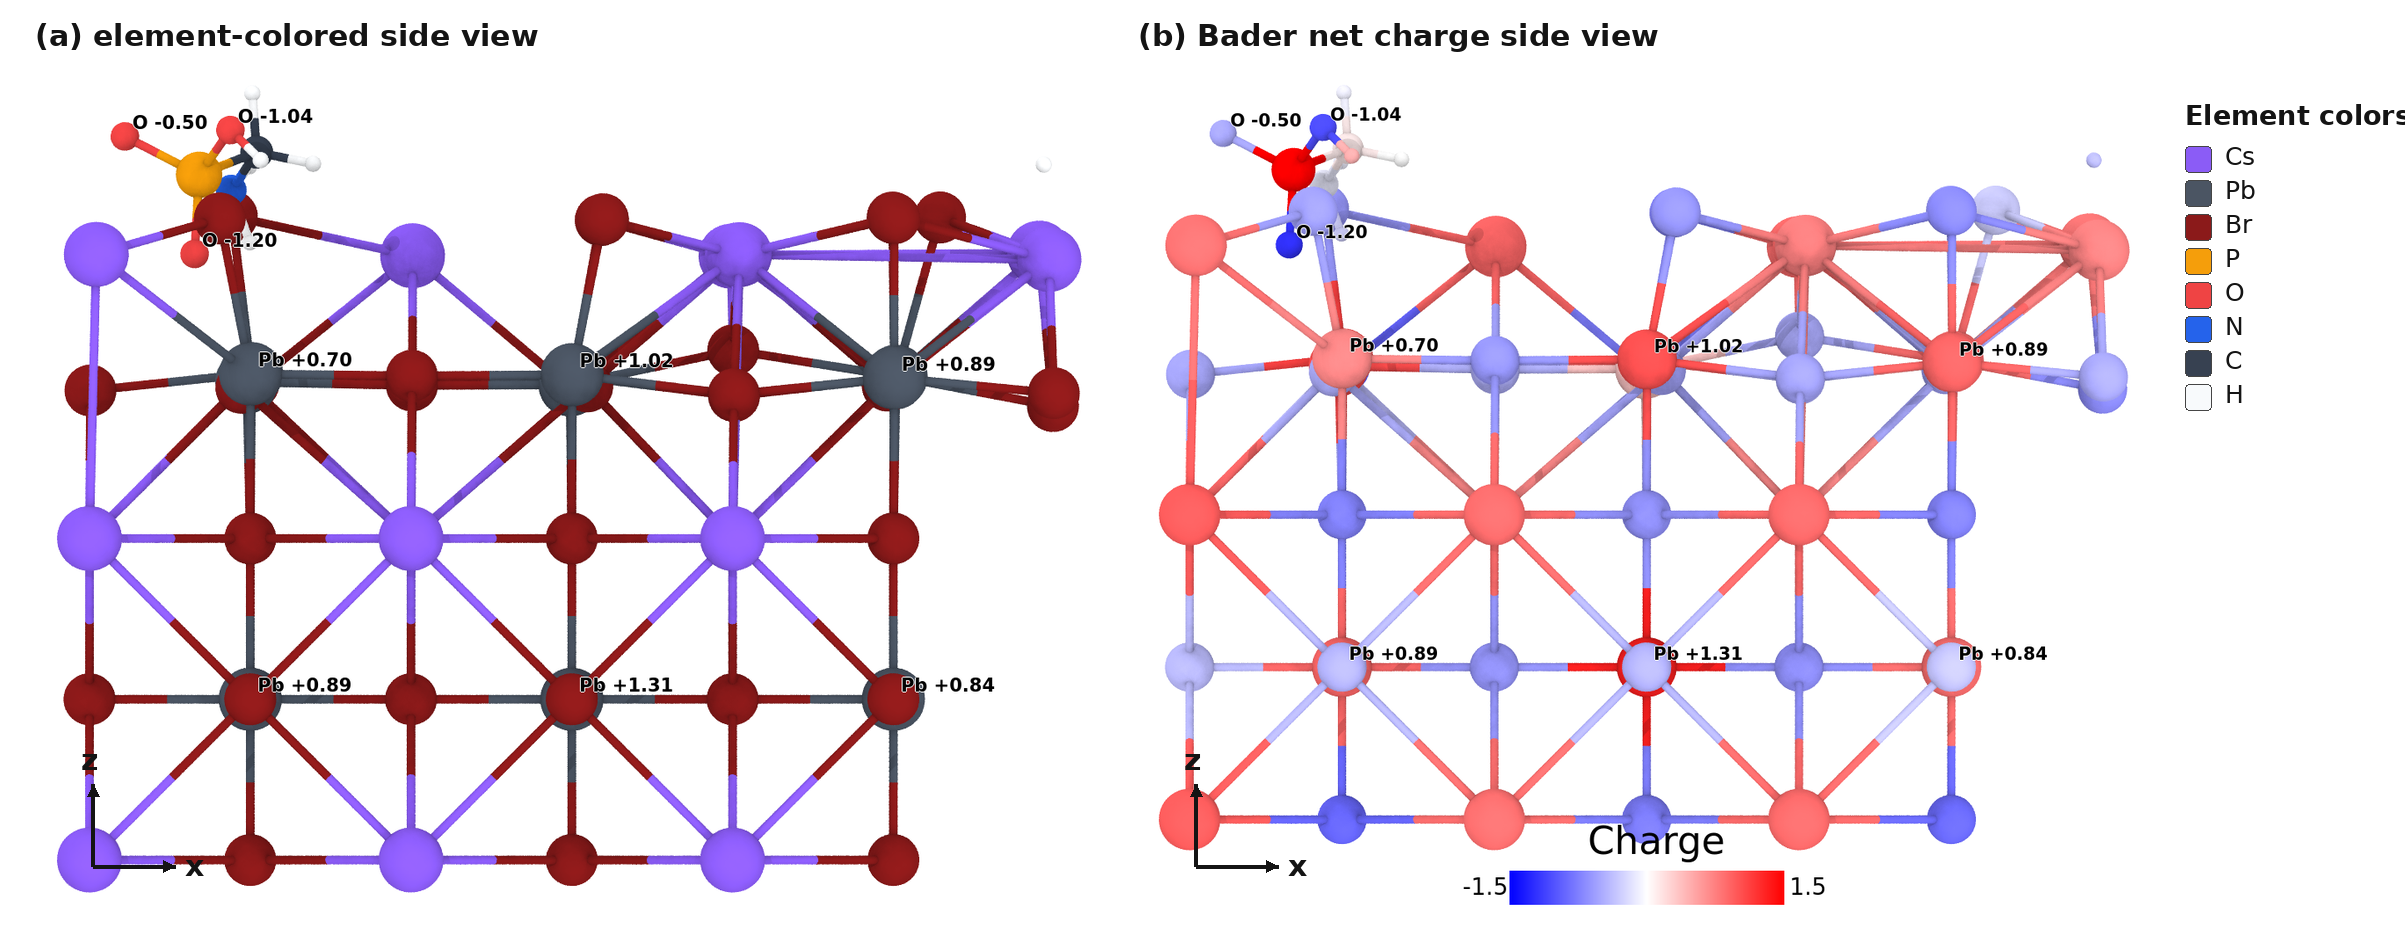 (a) element-colored side view
O -0.50
O -1.04
O -1.20
Pb +0.70
Pb +1.02
Pb +0.89
Pb +0.89
Pb +1.31
Pb +0.84
z
x
(b) Bader net charge side view
O -0.50
O -1.04
O -1.20
Pb +0.70
Pb +1.02
Pb +0.89
Pb +0.89
Pb +1.31
Pb +0.84
z
x
Charge
-1.5
1.5
Element colors
Cs
Pb
Br
P
O
N
C
H